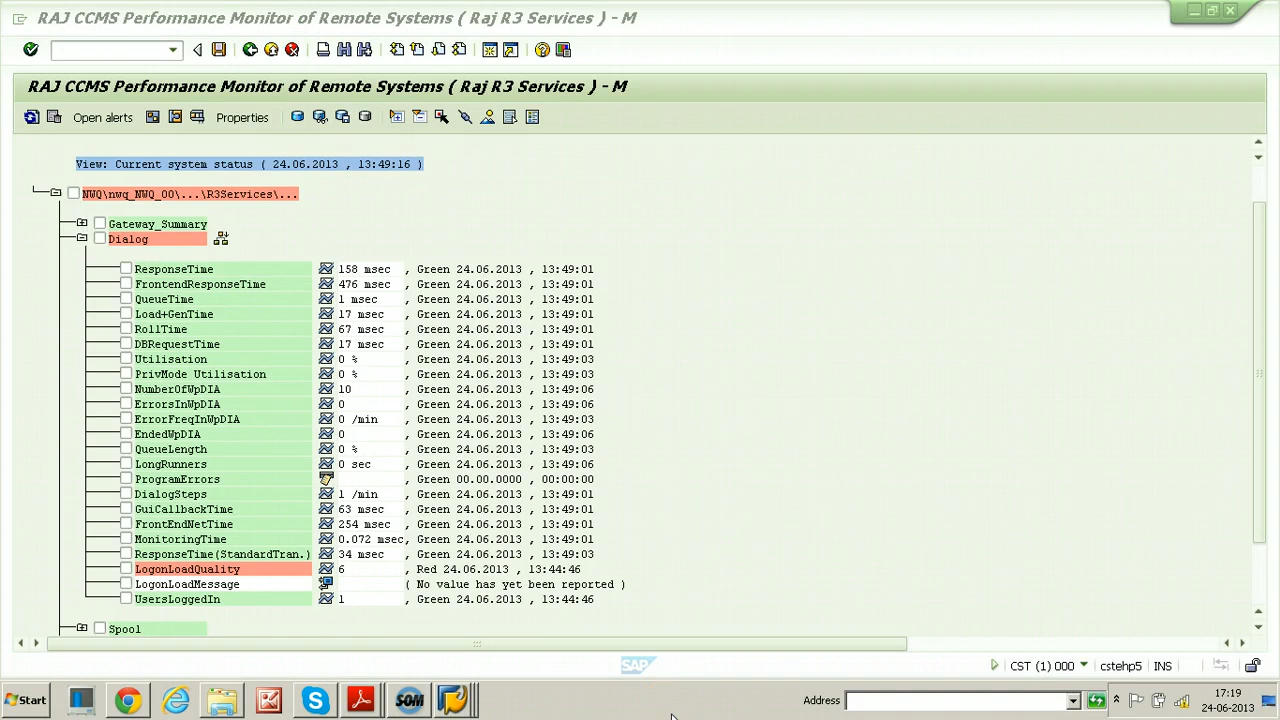 RAJ CCMS Performance Monitor of Remote Systems ( Raj R3 Services ) - M
RAJ CCMS Performance Monitor of Remote Systems ( Raj R3 Services ) - M
Open alerts Properties
View: Current system status ( 24.06.2013 , 13:49:16 )
NWQ\nwq_NWQ_00\...\R3Services\...
Gateway_Summary
Dialog
ResponseTime 158 msec , Green 24.06.2013 , 13:49:01
FrontendResponseTime 476 msec , Green 24.06.2013 , 13:49:01
QueueTime 1 msec , Green 24.06.2013 , 13:49:01
Load+GenTime 17 msec , Green 24.06.2013 , 13:49:01
RollTime 67 msec , Green 24.06.2013 , 13:49:01
DBRequestTime 17 msec , Green 24.06.2013 , 13:49:01
Utilisation 0 % , Green 24.06.2013 , 13:49:03
PrivMode Utilisation 0 % , Green 24.06.2013 , 13:49:03
NumberOfWpDIA 10 , Green 24.06.2013 , 13:49:06
ErrorsInWpDIA 0 , Green 24.06.2013 , 13:49:06
ErrorFreqInWpDIA 0 /min , Green 24.06.2013 , 13:49:03
EndedWpDIA 0 , Green 24.06.2013 , 13:49:06
QueueLength 0 % , Green 24.06.2013 , 13:49:03
LongRunners 0 sec , Green 24.06.2013 , 13:49:06
ProgramErrors , Green 00.00.0000 , 00:00:00
DialogSteps 1 /min , Green 24.06.2013 , 13:49:01
GuiCallbackTime 63 msec , Green 24.06.2013 , 13:49:01
FrontEndNetTime 254 msec , Green 24.06.2013 , 13:49:01
MonitoringTime 0.072 msec, Green 24.06.2013 , 13:49:01
ResponseTime(StandardTran.) 34 msec , Green 24.06.2013 , 13:49:03
LogonLoadQuality 6 , Red 24.06.2013 , 13:44:46
LogonLoadMessage ( No value has yet been reported )
UsersLoggedIn 1 , Green 24.06.2013 , 13:44:46
Spool
SAP CST (1) 000 cstehp5 INS
Start SOM Address 17:19
24-06-2013